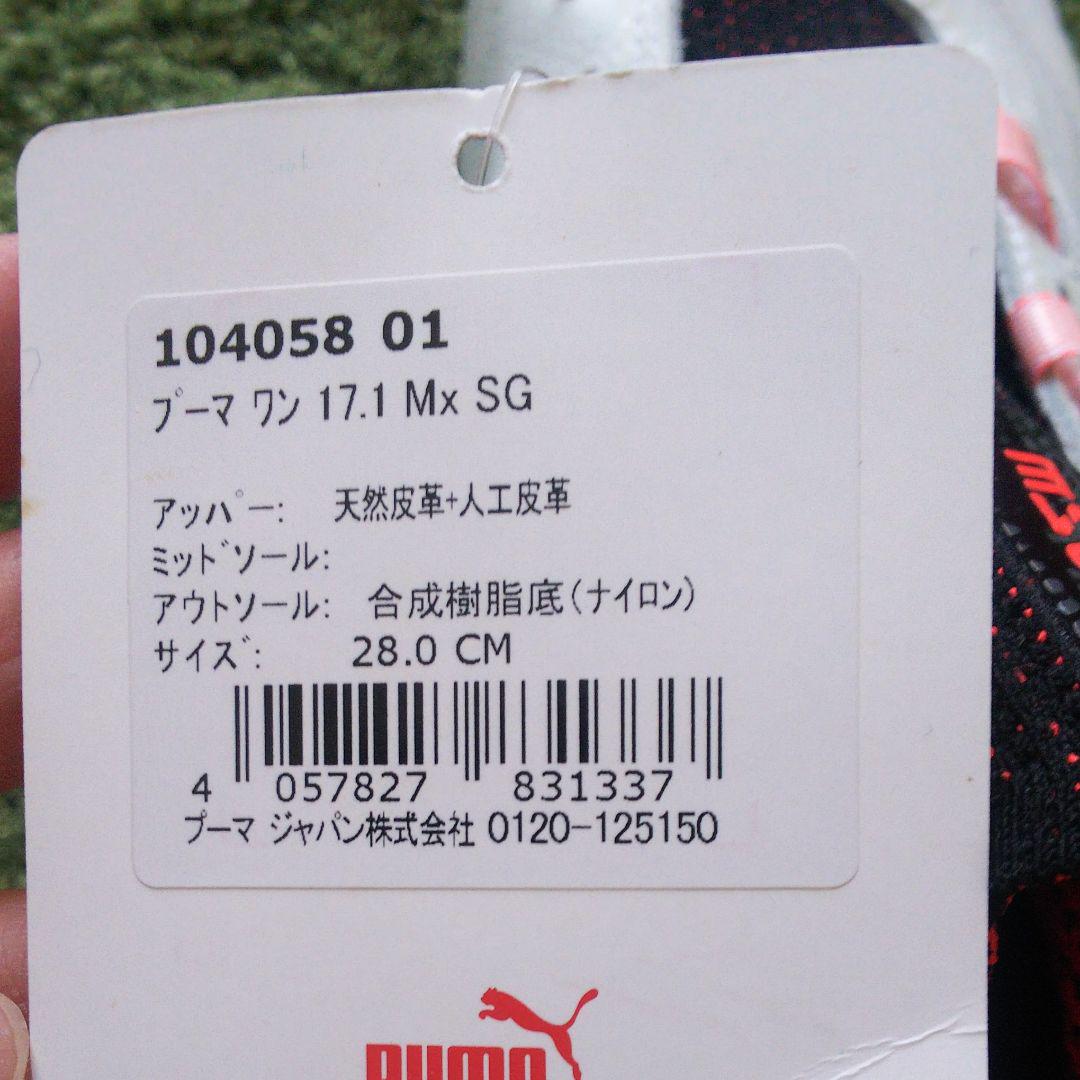 104058 01
プーマ ワン 17.1 Mx SG
アッパー: 天然皮革+人工皮革
ミッドソール:
アウトソール: 合成樹脂底(ナイロン)
サイズ: 28.0 CM
4 057827 831337
プーマ ジャパン株式会社 0120-125150
PUMA